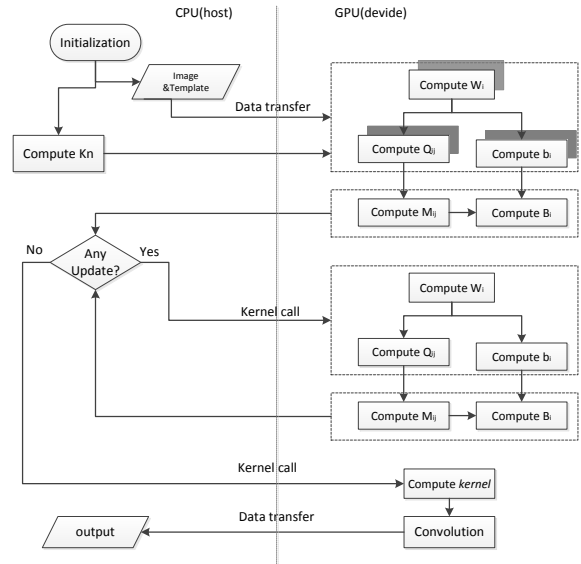 CPU(host)
GPU(devide)
Initialization
Image
&Template
Compute Wi
Data transfer
Compute Kn
Compute Qij
Compute bi
Compute Mij
Compute Bi
No
Any
Update?
Yes
Compute Wi
Kernel call
Compute Qij
Compute bi
Compute Mij
Compute Bi
Kernel call
Compute kernel
Data transfer
output
Convolution